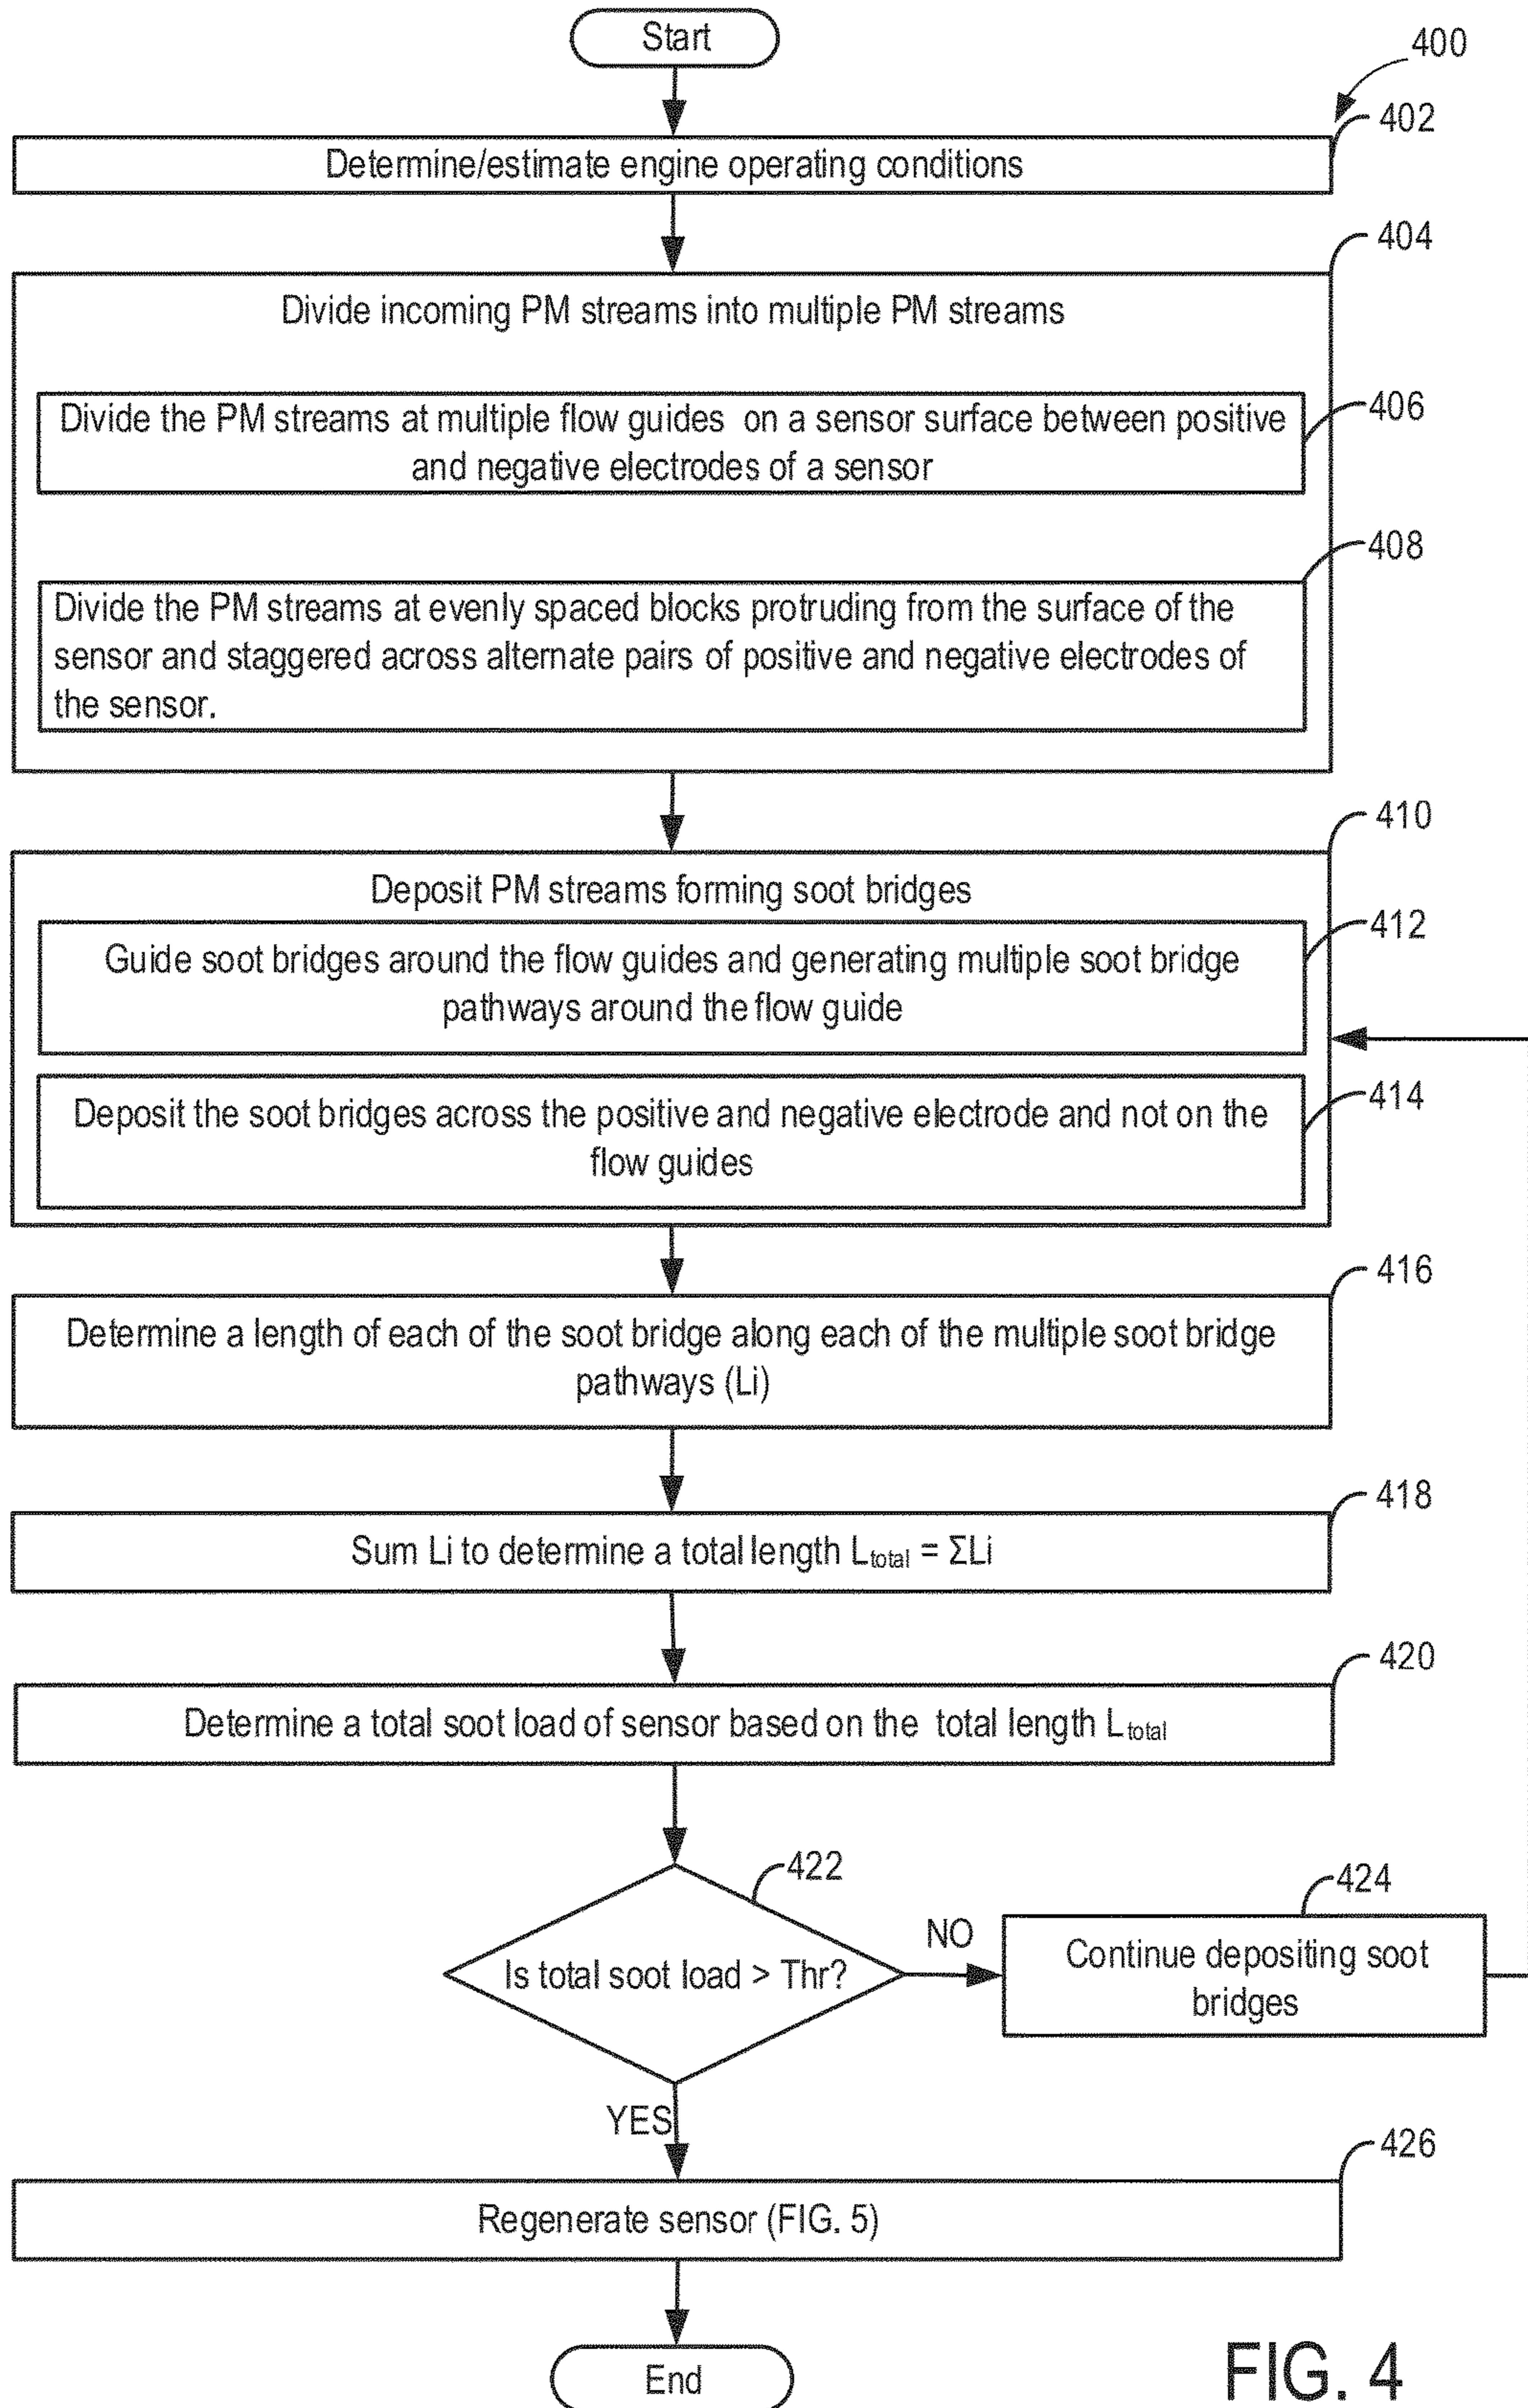 Start
400
402
Determine/estimate engine operating conditions
404
Divide incoming PM streams into multiple PM streams
406
Divide the PM streams at multiple flow guides on a sensor surface between positive
and negative electrodes of a sensor
408
Divide the PM streams at evenly spaced blocks protruding from the surface of the
sensor and staggered across alternate pairs of positive and negative electrodes of
the sensor.
410
Deposit PM streams forming soot bridges
412
Guide soot bridges around the flow guides and generating multiple soot bridge
pathways around the flow guide
414
Deposit the soot bridges across the positive and negative electrode and not on the
flow guides
416
Determine a length of each of the soot bridge along each of the multiple soot bridge
pathways (Li)
418
Sum Li to determine a total length Ltotal = ΣLi
420
Determine a total soot load of sensor based on the total length Ltotal
422
Is total soot load > Thr?
NO
424
Continue depositing soot
bridges
YES
426
Regenerate sensor (FIG. 5)
End
FIG. 4